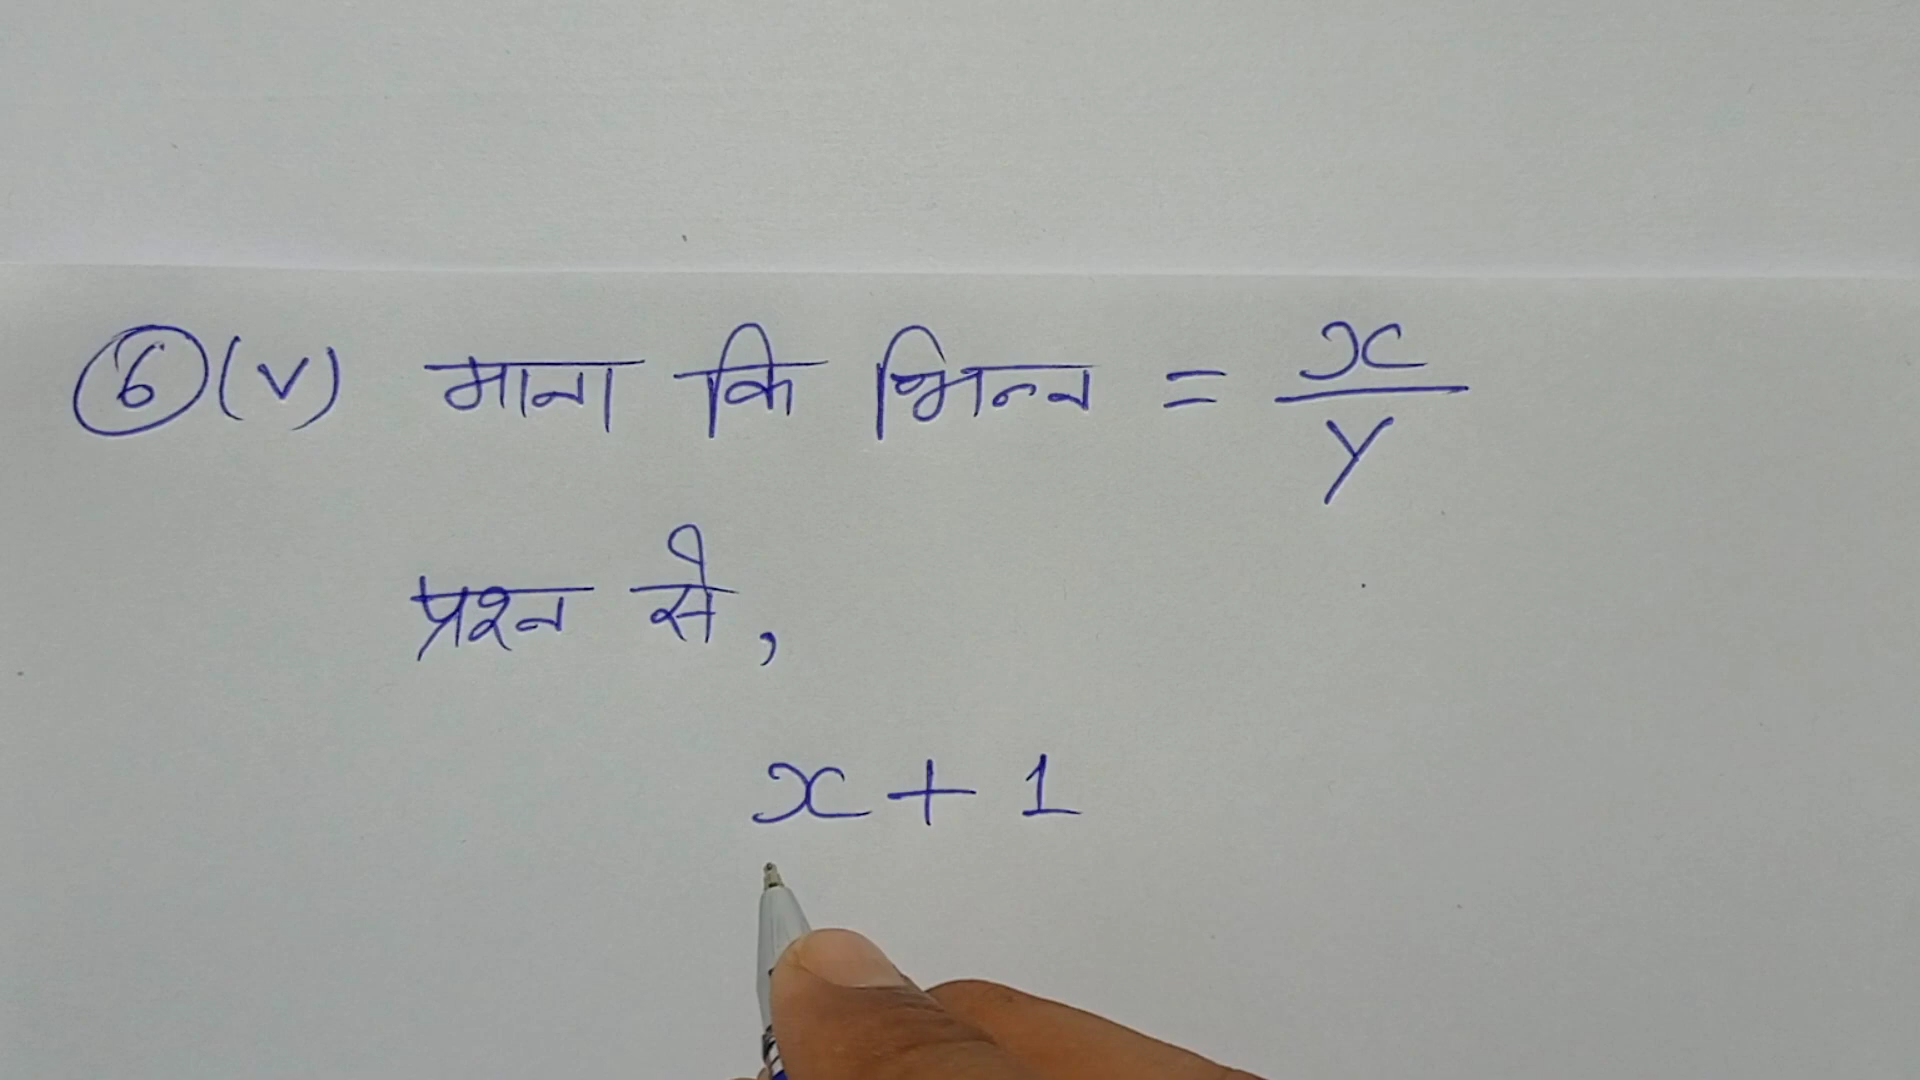 6 (v) माना कि भिन्न = x/y
प्रश्न से,
x + 1